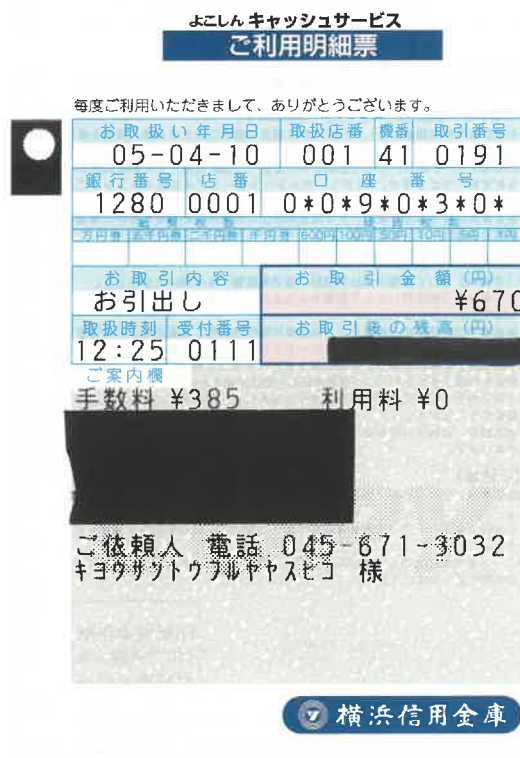 よこしん キャッシュサービス
ご利用明細票
毎度ご利用いただきまして、ありがとうございます。
お取扱い年月日 取扱店番 機番 取引番号
05-04-10 001 41 0191
銀行番号 店番 口座番号
1280 0001 0*0*9*0*3*0*
お取引内容 お取引金額(円)
お引出し ¥670
取扱時刻 受付番号 お取引後の残高(円)
12:25 0111
ご案内欄
手数料 ¥385 利用料 ¥0
ご依頼人 電話 045-671-3032
キヨウサントウフルヤヤスヒコ 様
横浜信用金庫